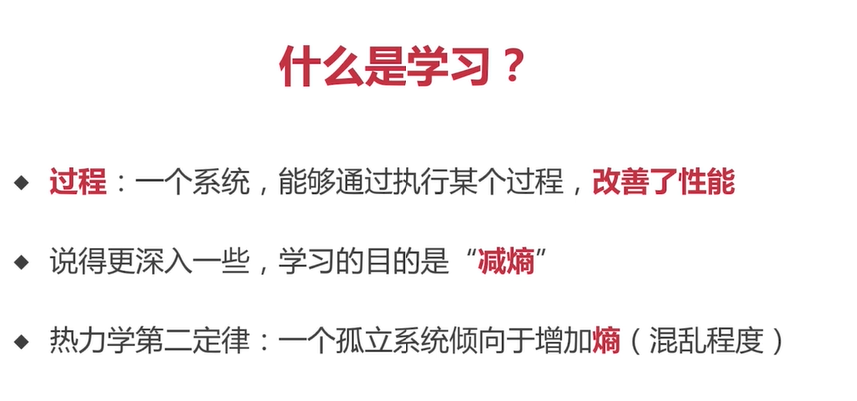 什么是学习？
◆ 过程：一个系统，能够通过执行某个过程，改善了性能
◆ 说得更深入一些，学习的目的是“减熵”
◆ 热力学第二定律：一个孤立系统倾向于增加熵（混乱程度）